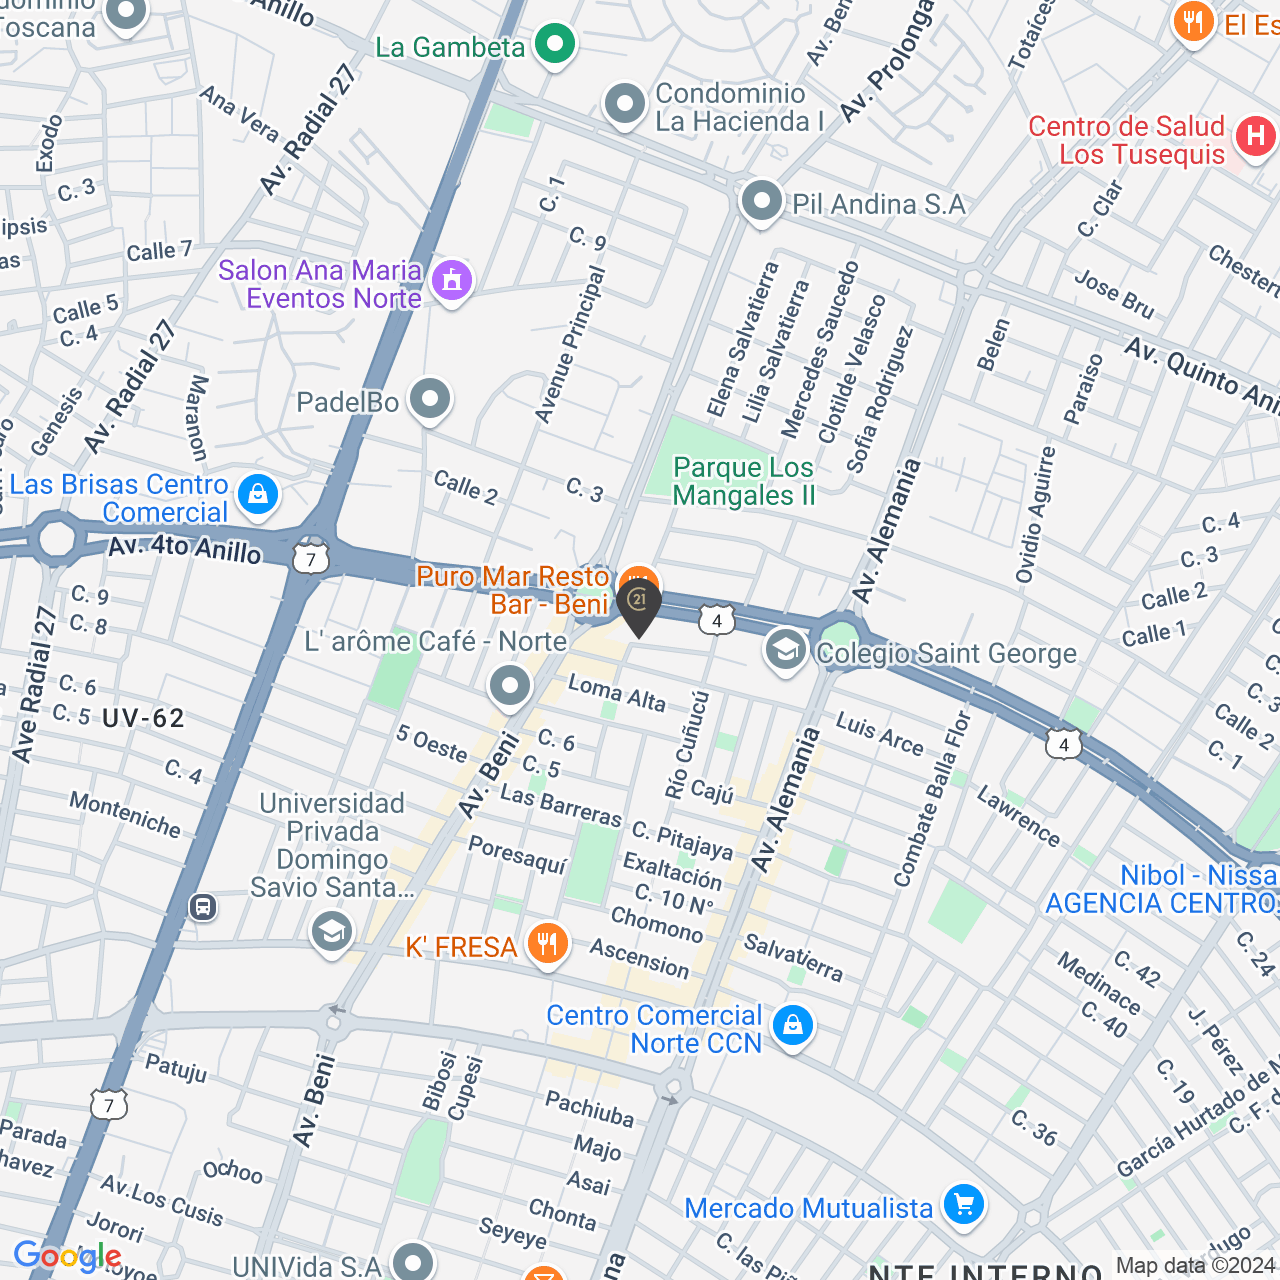 Toscana
Anillo
La Gambeta
Av. Beni
Av. Prolonga
Totaíces
El Es
Condominio
La Hacienda I
Centro de Salud
Los Tusequis
Ana Vera
Av. Radial 27
Exodo
C. 3
C. 1
Pil Andina S.A
C. Clar
Calle 7
C. 9
Salon Ana Maria
Eventos Norte
Calle 5
C. 4
Avenue Principal
Elena Salvatierra
Lilia Salvatierra
Mercedes Saucedo
Clotilde Velasco
Sofia Rodriguez
Jose Bru
Belen
Paraiso
Av. Quinto Ani
Av. Radial 27
Genesis
Maranon
PadelBo
Las Brisas Centro
Comercial
Calle 2
C. 3
Parque Los
Mangales II
Av. Alemania
Ovidio Aguirre
C. 4
C. 3
Calle 2
Calle 1
Av. 4to Anillo
7
Puro Mar Resto
Bar - Beni
21
4
C. 9
C. 8
L' arôme Café - Norte
Colegio Saint George
Ave Radial 27
C. 6
C. 5
UV-62
C. 4
Loma Alta
Río Cuñucú
Luis Arce
C. 3
Calle 2
C. 1
4
5 Oeste
C. 6
C. 5
Av. Beni
Cajú
Av. Alemania
Combate Balla Flor
Lawrence
Monteniche
Universidad
Privada
Domingo
Savio Santa...
Las Barreras
C. Pitajaya
Poresaquí
Exaltación
C. 10 N°
Chomono
Nibol - Nissa
AGENCIA CENTRO.
K' FRESA
Ascension
Salvatierra
C. 42
Medinace
C. 40
C. 24
Centro Comercial
Norte CCN
J. Pérez
C. 19
Patuju
Av. Beni
Bibosi
Cupesi
7
Pachiuba
C. 36
García Hurtado de
C. F. d
Parada
Majo
Ochoo
Asai
Av.Los Cusis
Chonta
Mercado Mutualista
Jorori
Seyeye
C. las
UNIVida S.A
NTE INTERNO
Google
Map data ©2024